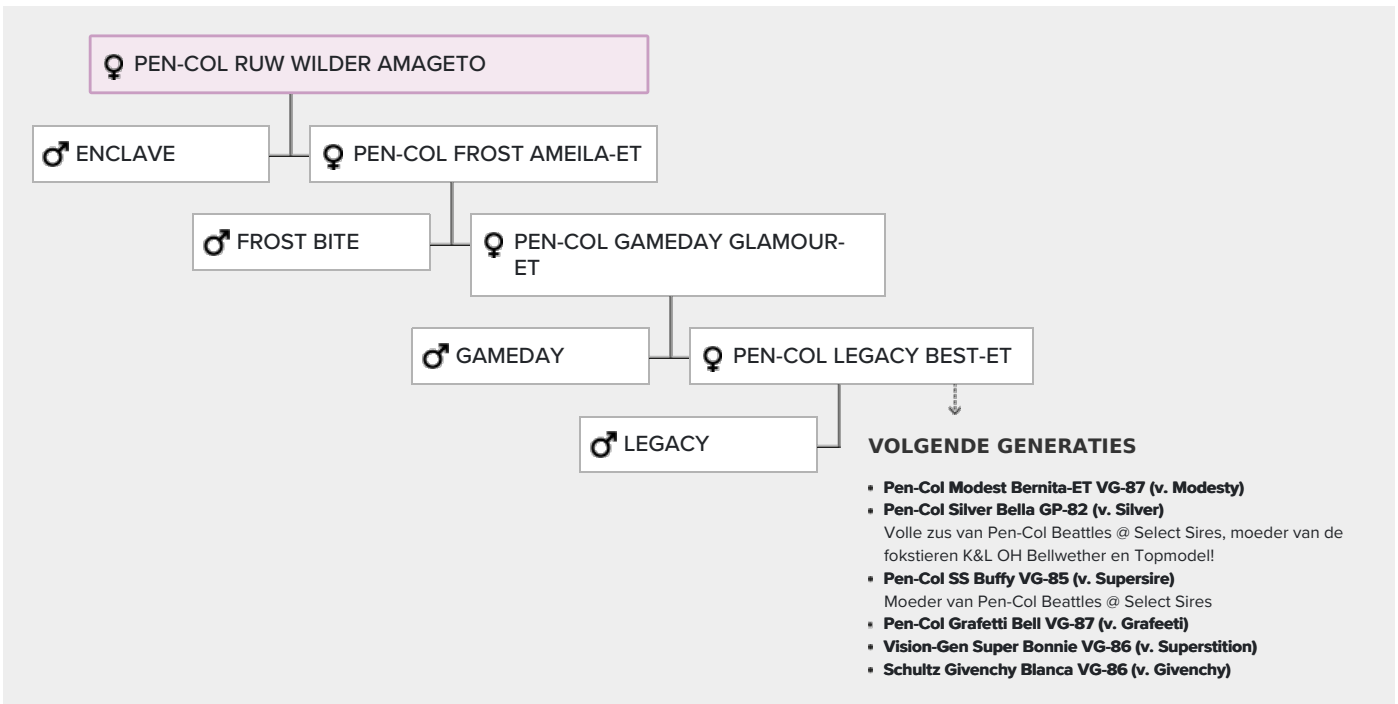 PEN-COL RUW WILDER AMAGETO
ENCLAVE
PEN-COL FROST AMEILA-ET
FROST BITE
PEN-COL GAMEDAY GLAMOUR-
ET
GAMEDAY
PEN-COL LEGACY BEST-ET
LEGACY
VOLGENDE GENERATIES
• Pen-Col Modest Bernita-ET VG-87 (v. Modesty)
• Pen-Col Silver Bella GP-82 (v. Silver)
Volle zus van Pen-Col Beattles @ Select Sires, moeder van de
fokstieren K&L OH Bellwether en Topmodel!
• Pen-Col SS Buffy VG-85 (v. Supersire)
Moeder van Pen-Col Beattles @ Select Sires
• Pen-Col Grafetti Bell VG-87 (v. Grafeeti)
• Vision-Gen Super Bonnie VG-86 (v. Superstition)
• Schultz Givenchy Blanca VG-86 (v. Givenchy)